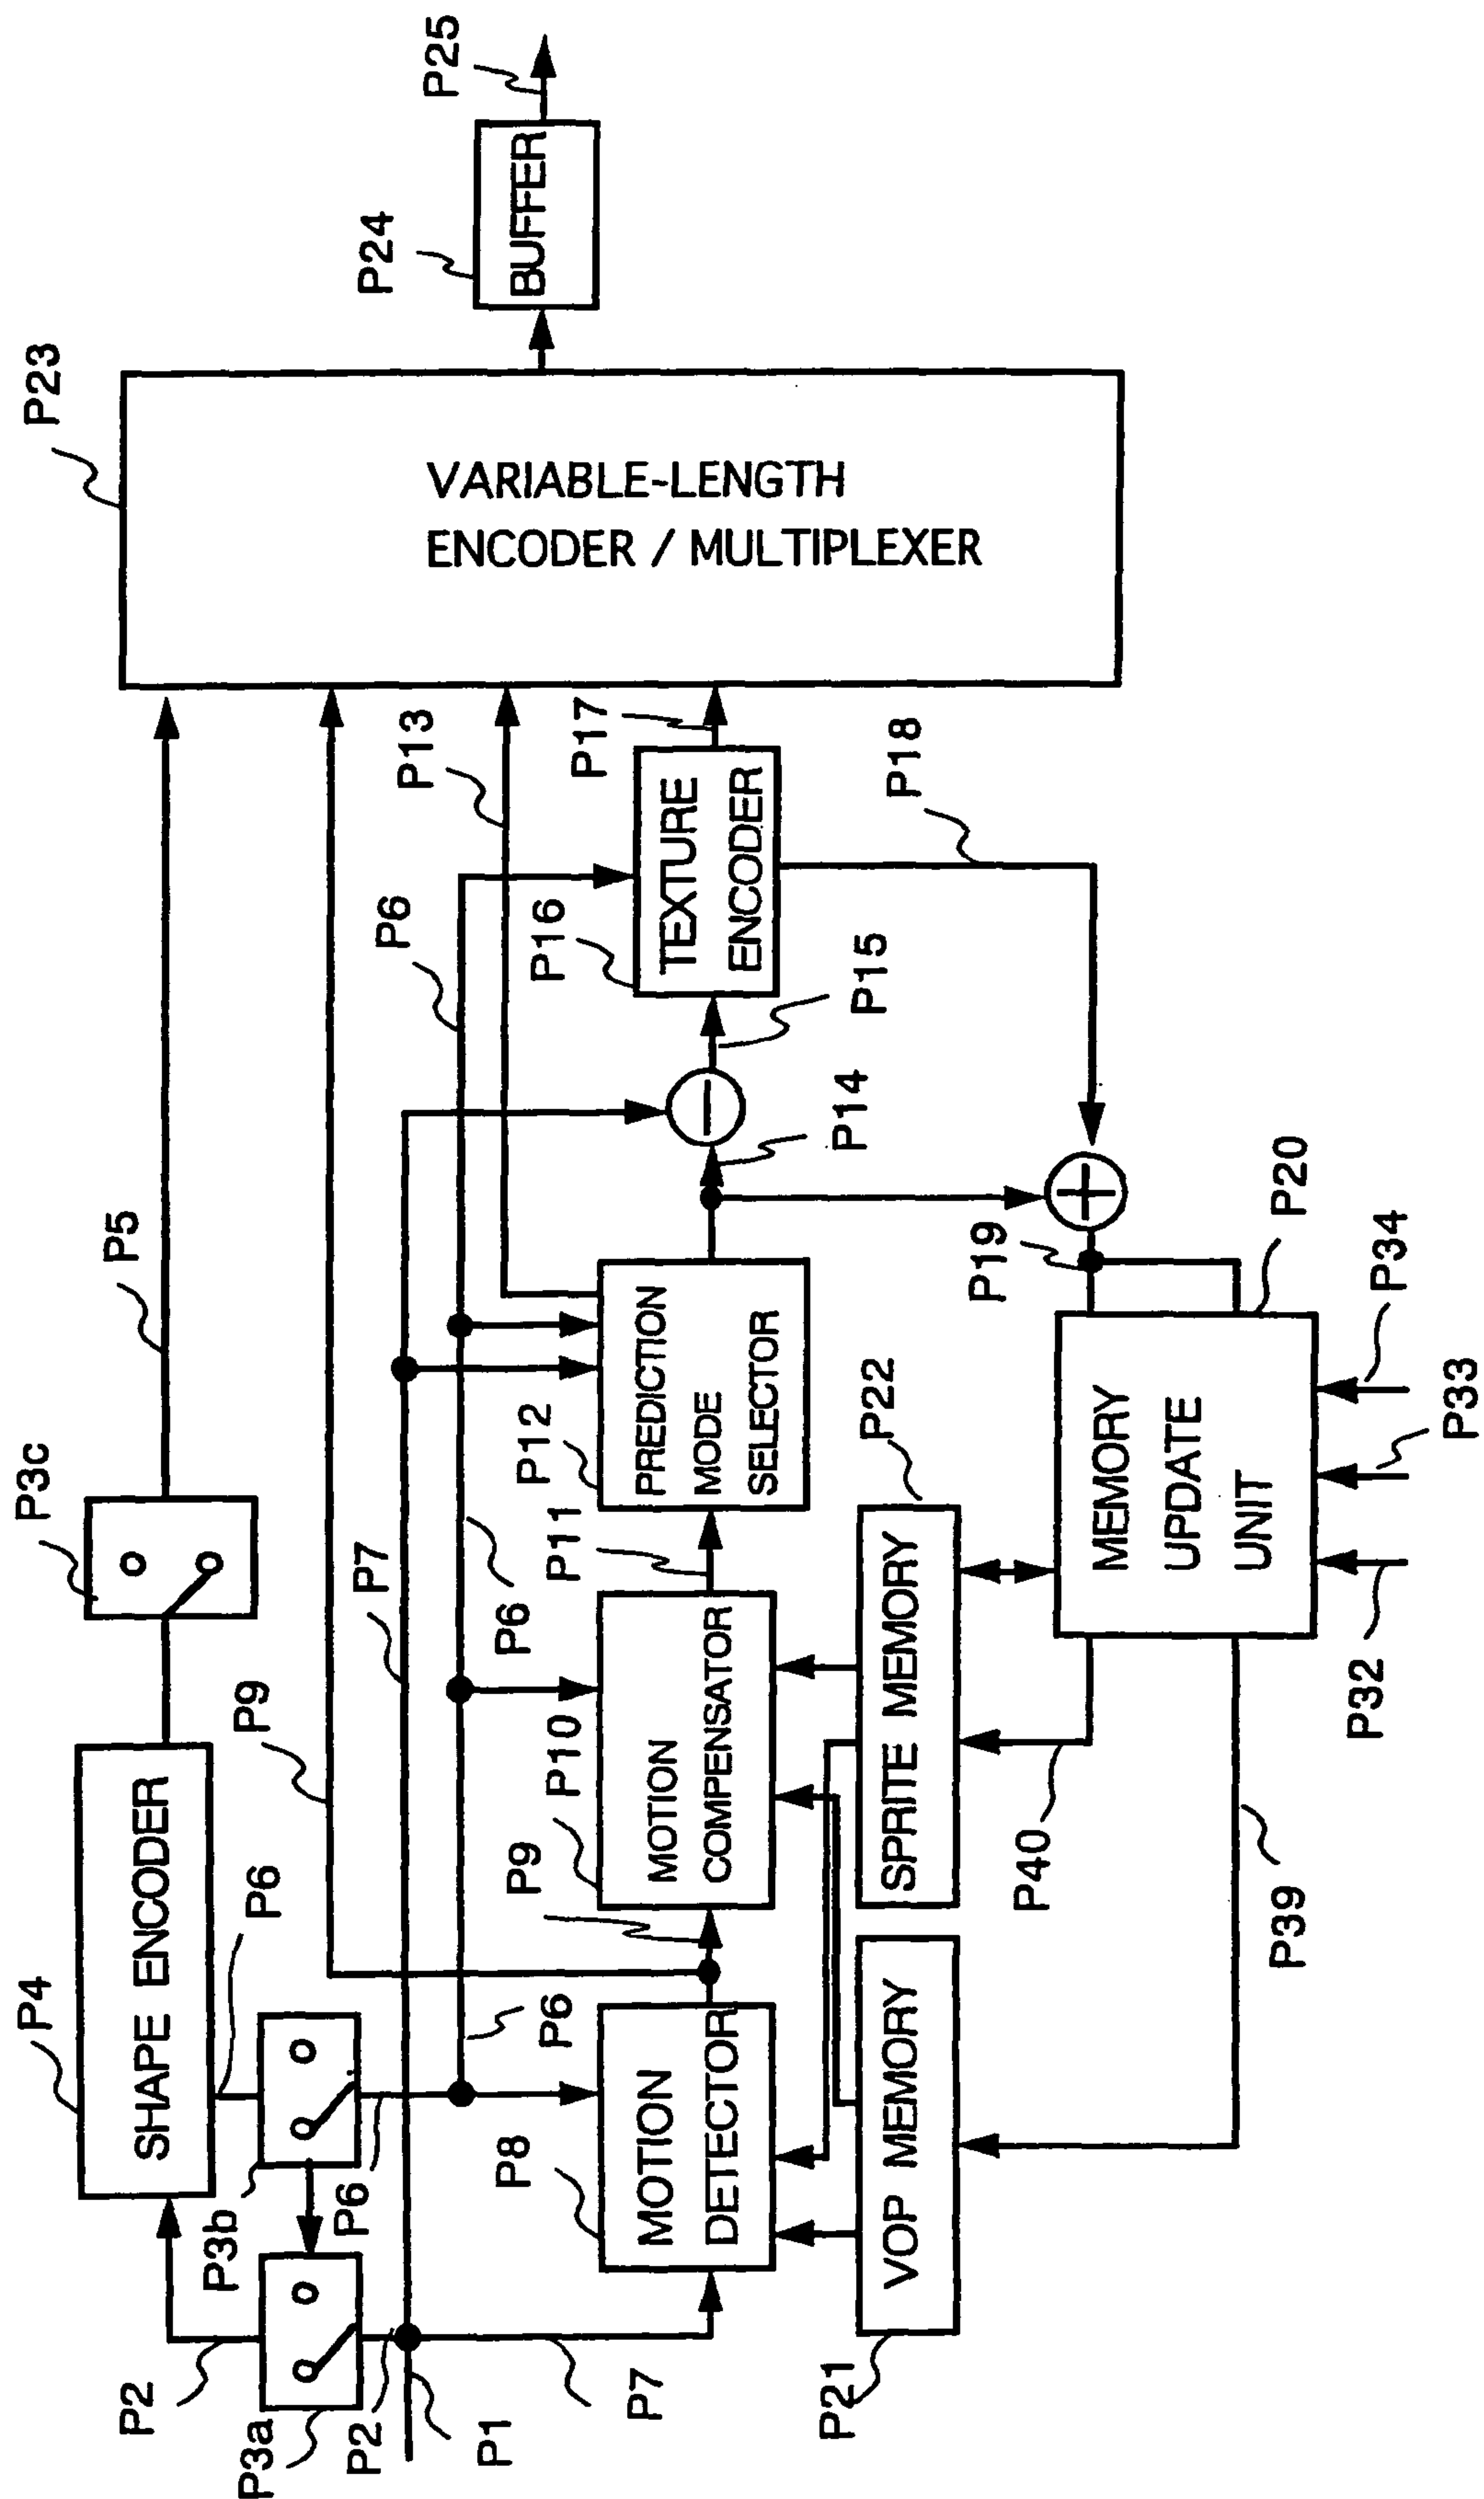 P25
P24
BUFFER
P23
VARIABLE-LENGTH
ENCODER / MULTIPLEXER
P13
P17
P18
P6
P16
TEXTURE
ENCODER
P15
P14
P5
P3c
P7
P6
P11
P12
PREDICTION
MODE
SELECTOR
P22
P19
P20
P34
P33
P32
MEMORY
UPDATE
UNIT
P9
P10
MOTION
COMPENSATOR
SPRITE MEMORY
P40
P39
P4
SHAPE ENCODER
P6
P9
P6
P8
MOTION
DETECTOR
VOP MEMORY
P3b
P6
P2
P3a
P2
P1
P7
P21